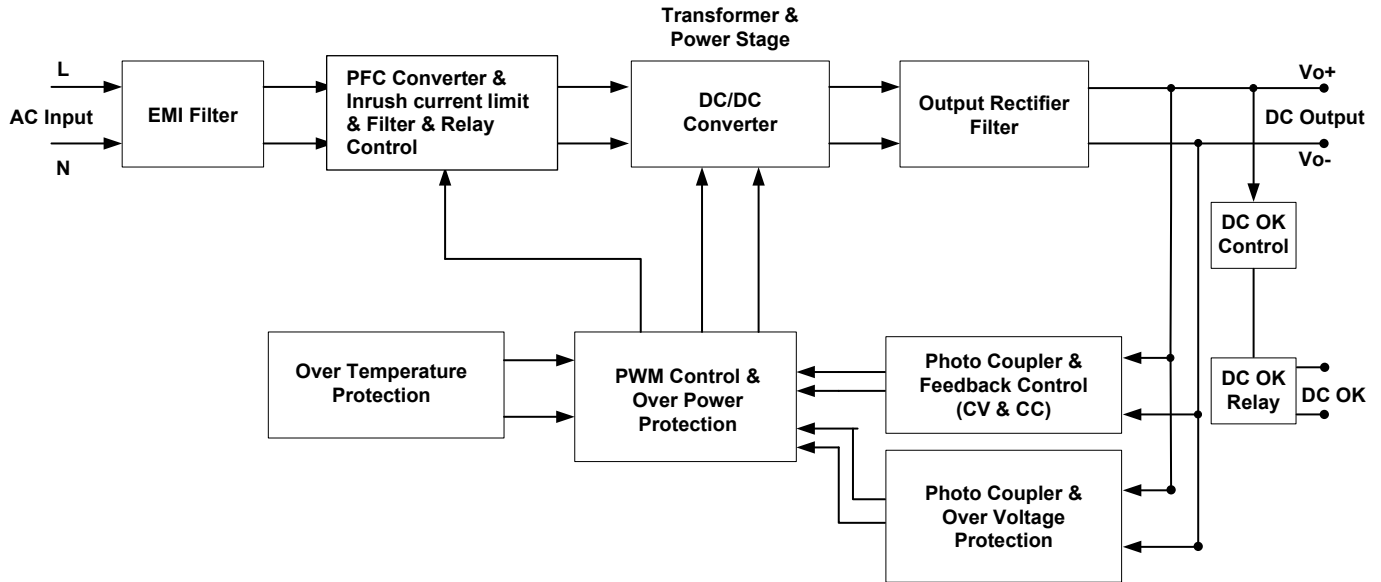 Transformer &
Power Stage
L
AC Input
N
EMI Filter
PFC Converter &
Inrush current limit
& Filter & Relay
Control
DC/DC
Converter
Output Rectifier
Filter
Vo+
DC Output
Vo-
DC OK
Control
Over Temperature
Protection
PWM Control &
Over Power
Protection
Photo Coupler &
Feedback Control
(CV & CC)
DC OK
Relay
DC OK
Photo Coupler &
Over Voltage
Protection